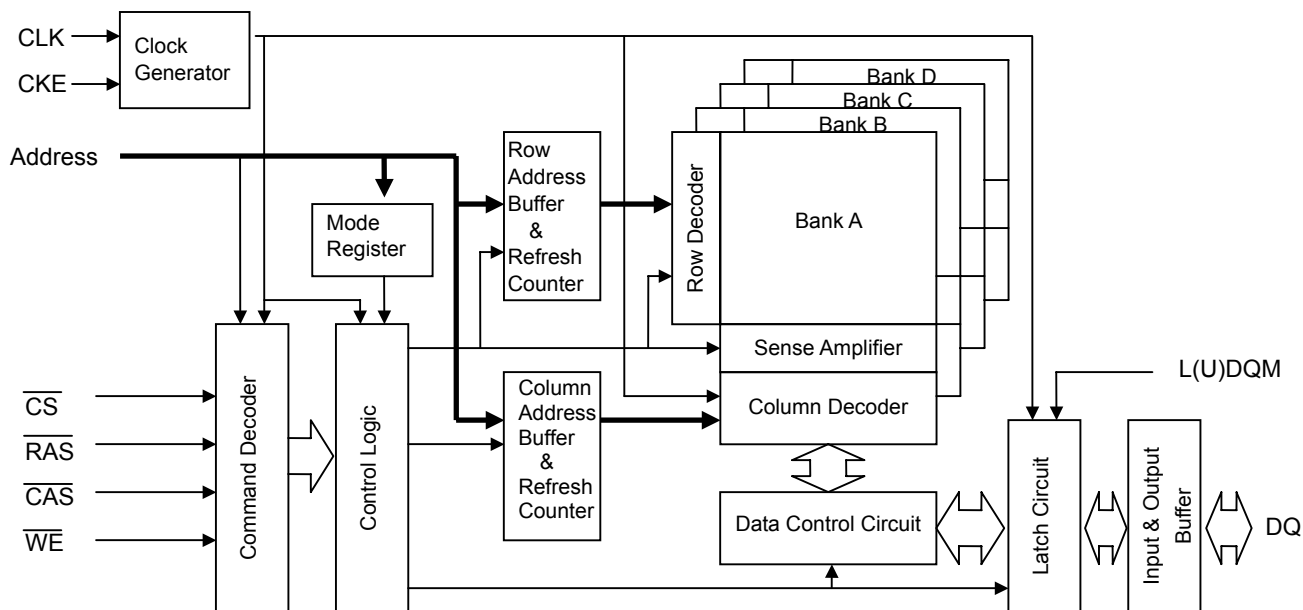 CLK
CKE
Clock
Generator
Address
Bank D
Bank C
Bank B
Bank A
Row
Address
Buffer
&
Refresh
Counter
Row Decoder
Mode
Register
Sense Amplifier
Column Decoder
L(U)DQM
CS
RAS
CAS
WE
Command Decoder
Control Logic
Column
Address
Buffer
&
Refresh
Counter
Data Control Circuit
Latch Circuit
Input & Output
Buffer
DQ